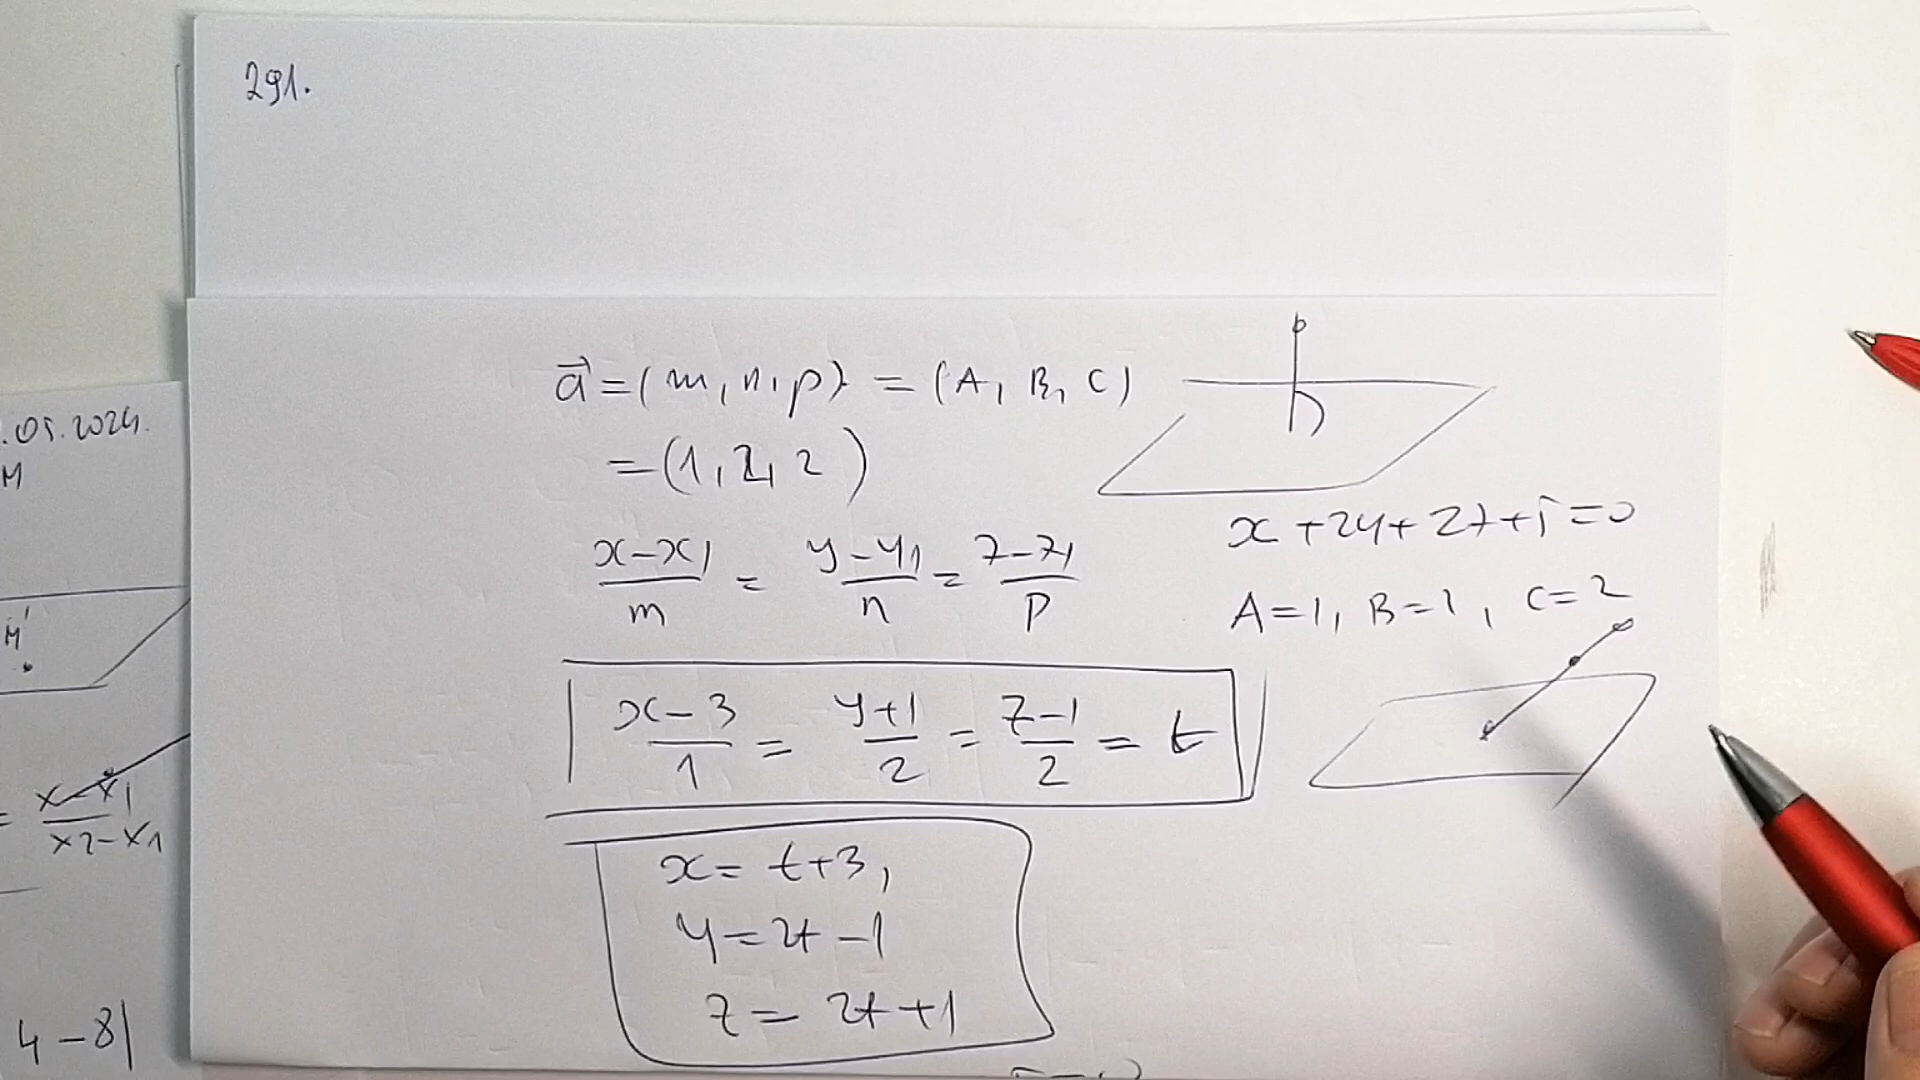 291.
a⃗ = (m, n, p) = (A, B, C)
= (1, 2, 2)
p
x + 2y + 2z + 5 = 0
(x-x1)/m = (y-y1)/n = (z-z1)/p
A=1, B=2, C=2
(x-3)/1 = (y+1)/2 = (z-1)/2 = t
x = t+3,
y = 2t-1
z = 2t+1
.05.2024.
M
M'
= (x-x1)/(x2-x1)
4-8|